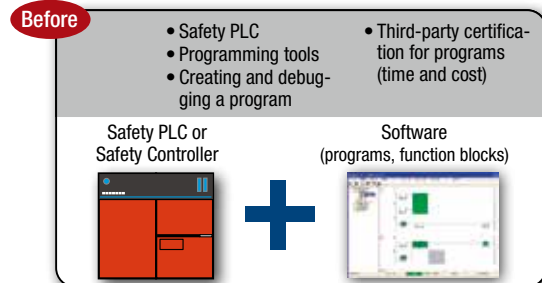 Before
• Safety PLC
• Programming tools
• Creating and debug-
ging a program
• Third-party certifica-
tion for programs
(time and cost)
Safety PLC or
Safety Controller
Software
(programs, function blocks)